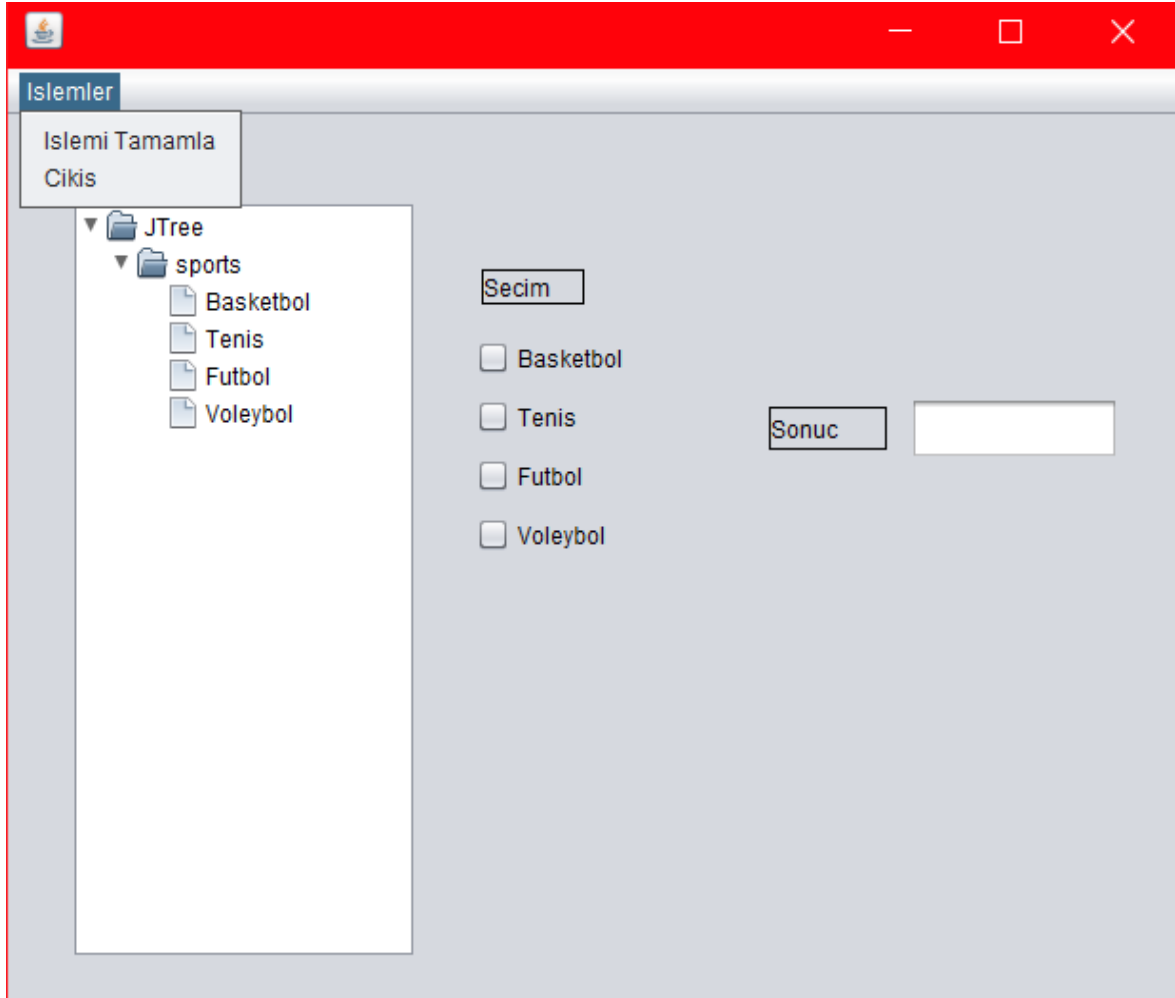 Islemler
Islemi Tamamla
Cikis
JTree
sports
Basketbol
Tenis
Futbol
Voleybol
Secim
Basketbol
Tenis
Futbol
Voleybol
Sonuc